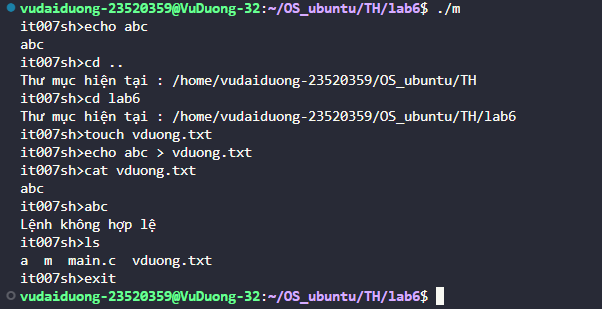 vudaiduong-23520359@VuDuong-32:~/OS_ubuntu/TH/lab6$ ./m
it007sh>echo abc
abc
it007sh>cd ..
Thư mục hiện tại : /home/vudaiduong-23520359/OS_ubuntu/TH
it007sh>cd lab6
Thư mục hiện tại : /home/vudaiduong-23520359/OS_ubuntu/TH/lab6
it007sh>touch vduong.txt
it007sh>echo abc > vduong.txt
it007sh>cat vduong.txt
abc
it007sh>abc
Lệnh không hợp lệ
it007sh>ls
a  m  main.c  vduong.txt
it007sh>exit
vudaiduong-23520359@VuDuong-32:~/OS_ubuntu/TH/lab6$